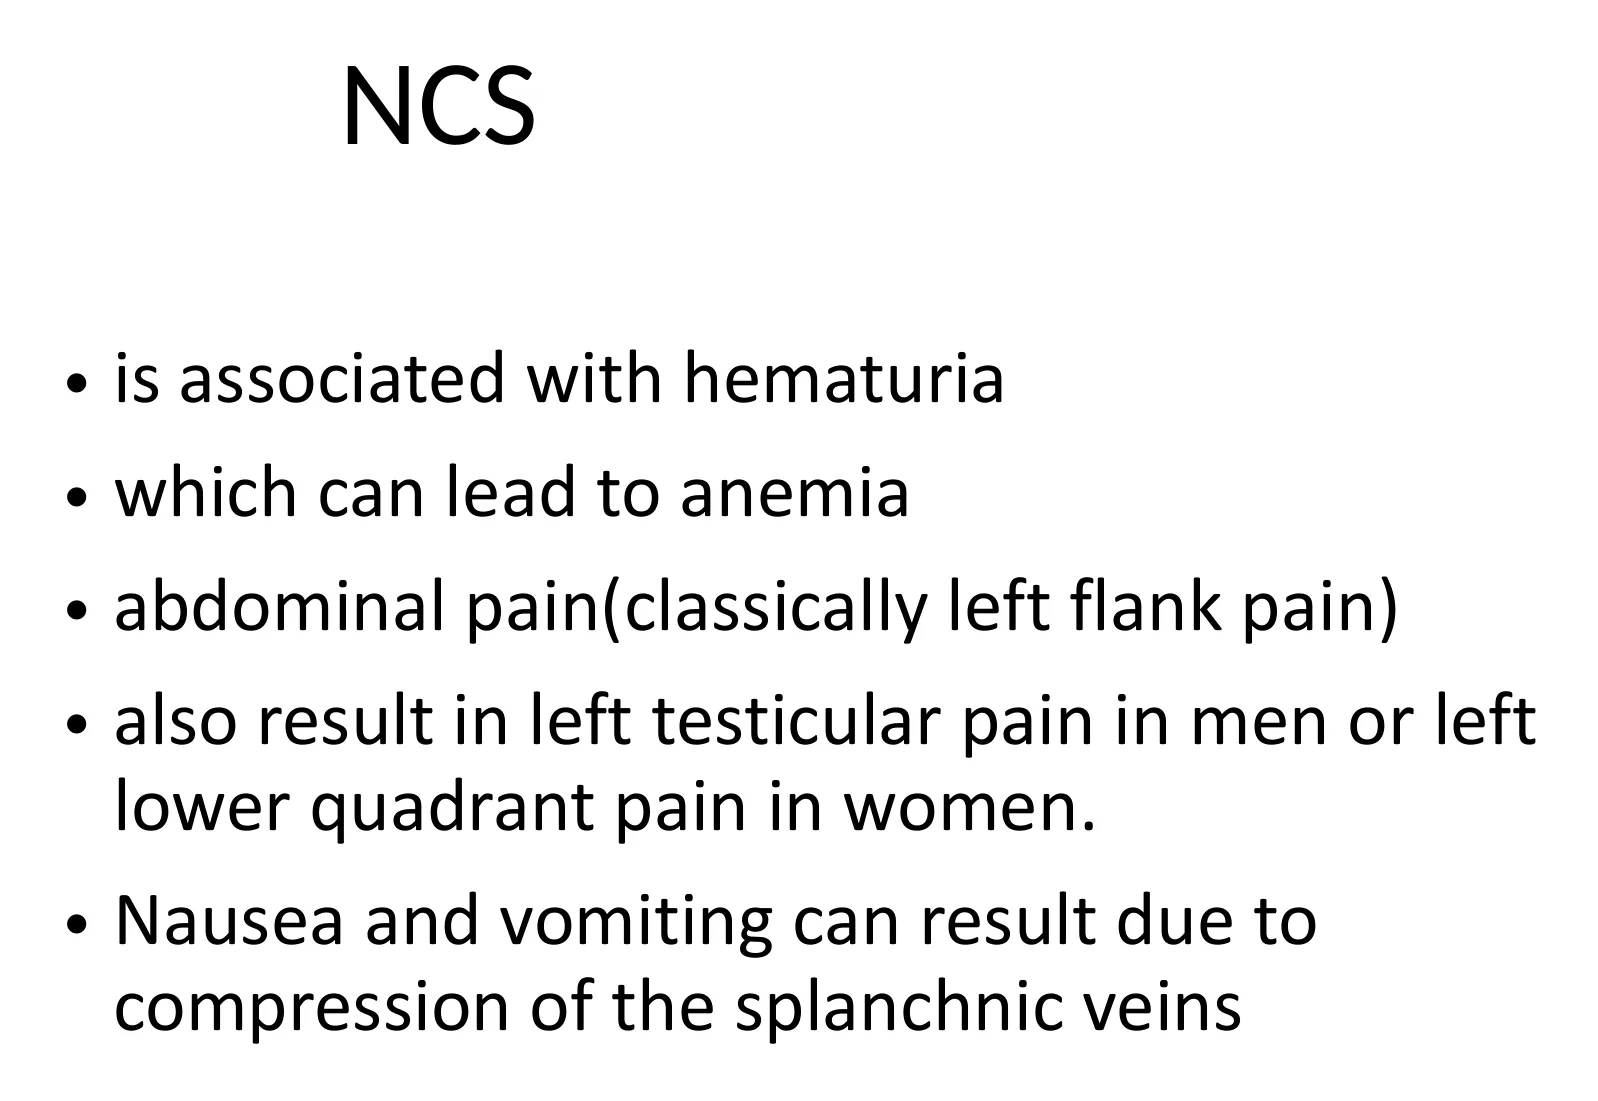 NCS
• is associated with hematuria
• which can lead to anemia
• abdominal pain(classically left flank pain)
• also result in left testicular pain in men or left
lower quadrant pain in women.
• Nausea and vomiting can result due to
compression of the splanchnic veins